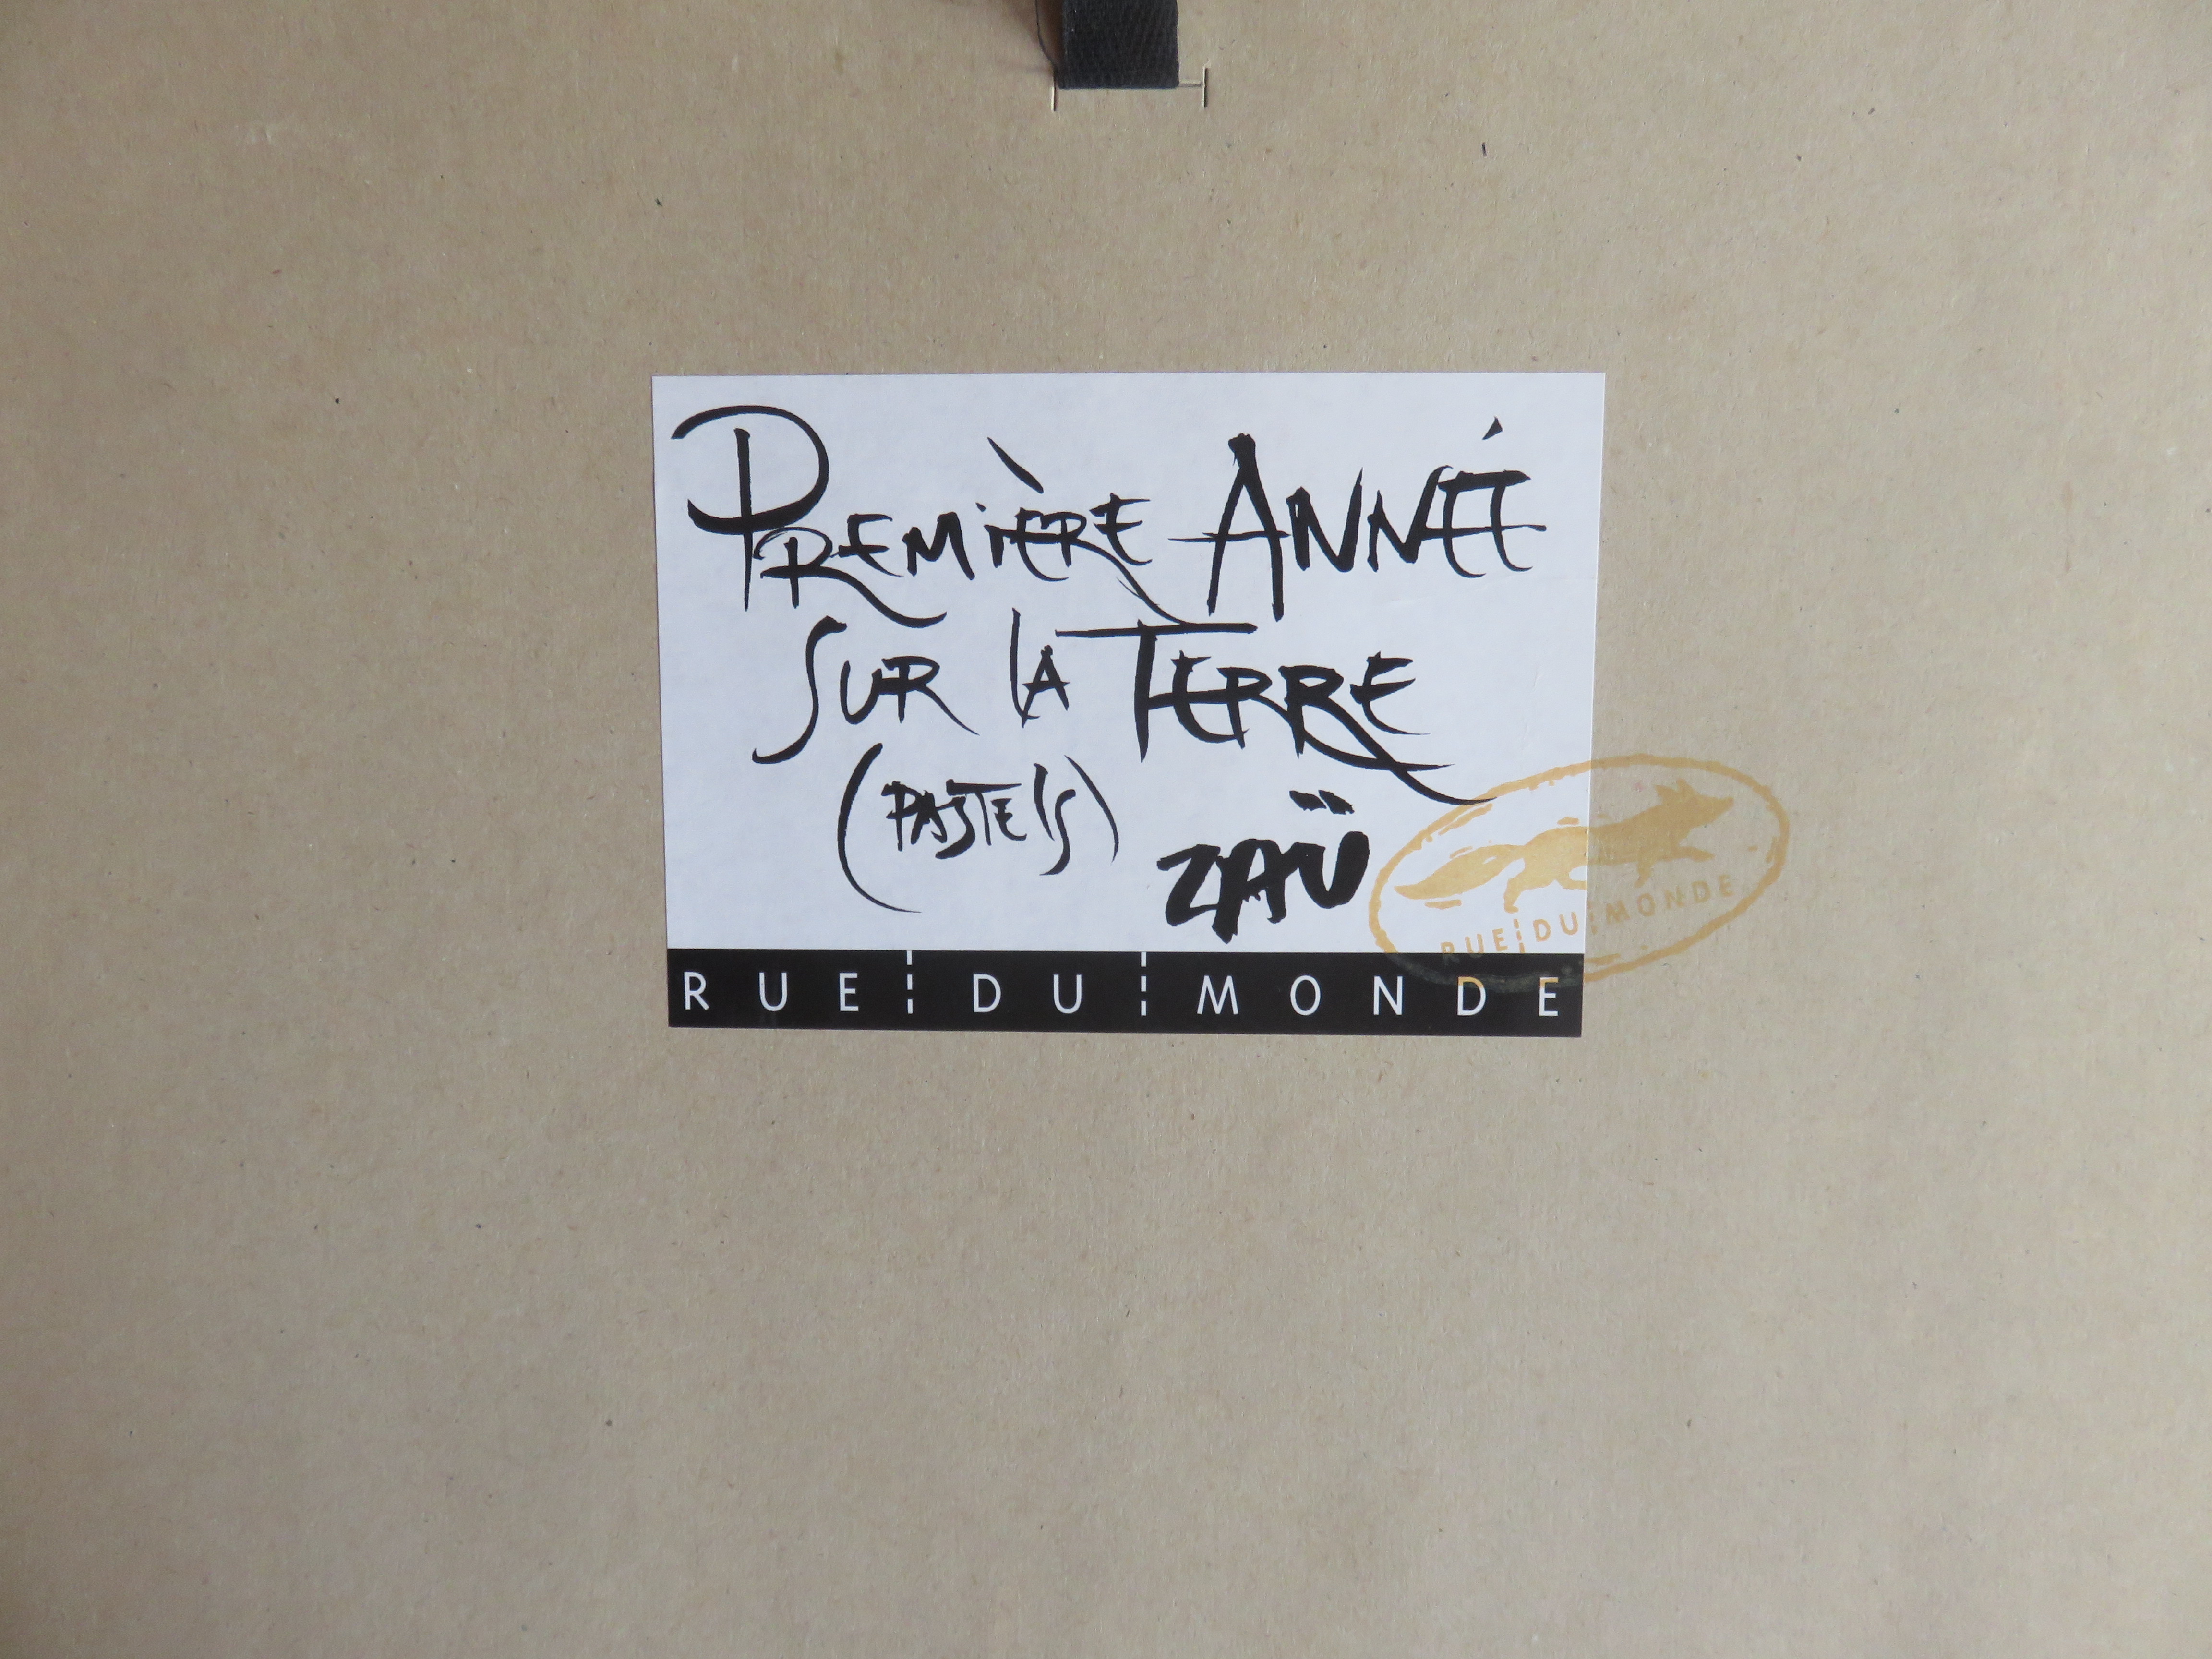 PREMIÈRE ANNÉE
SUR LA TERRE
(PASTELS)
ZAÜ
RUE DU MONDE
RUE DU MONDE